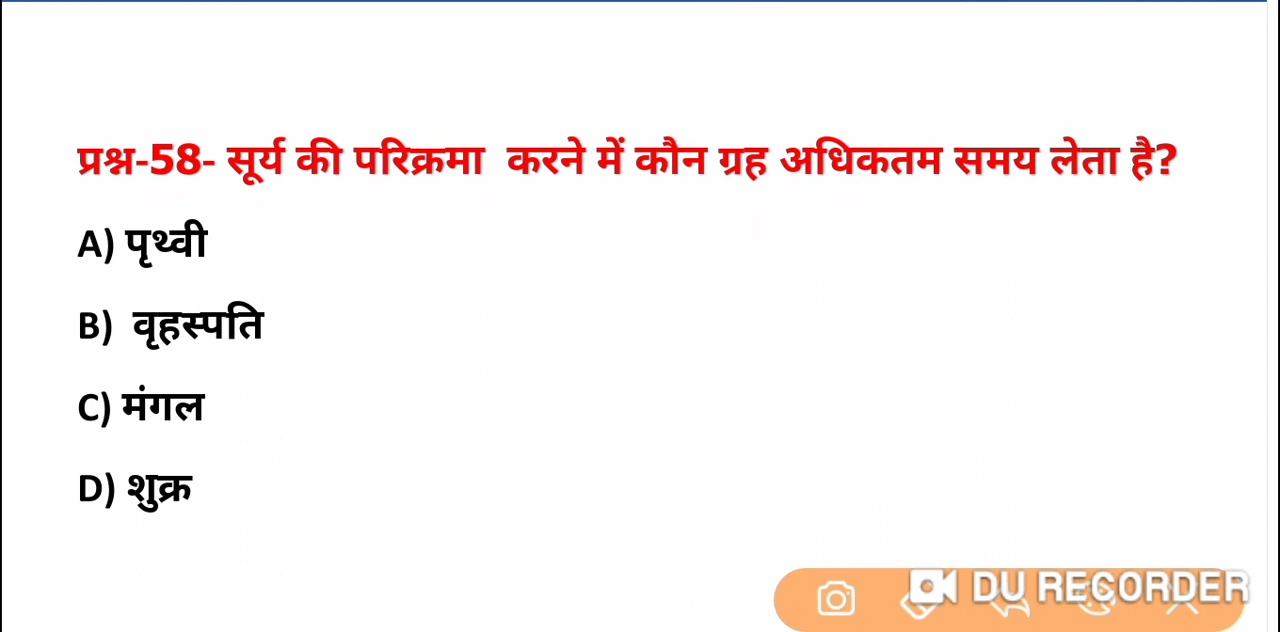 प्रश्न-58- सूर्य की परिक्रमा करने में कौन ग्रह अधिकतम समय लेता है?
A) पृथ्वी
B) वृहस्पति
C) मंगल
D) शुक्र
DU RECORDER